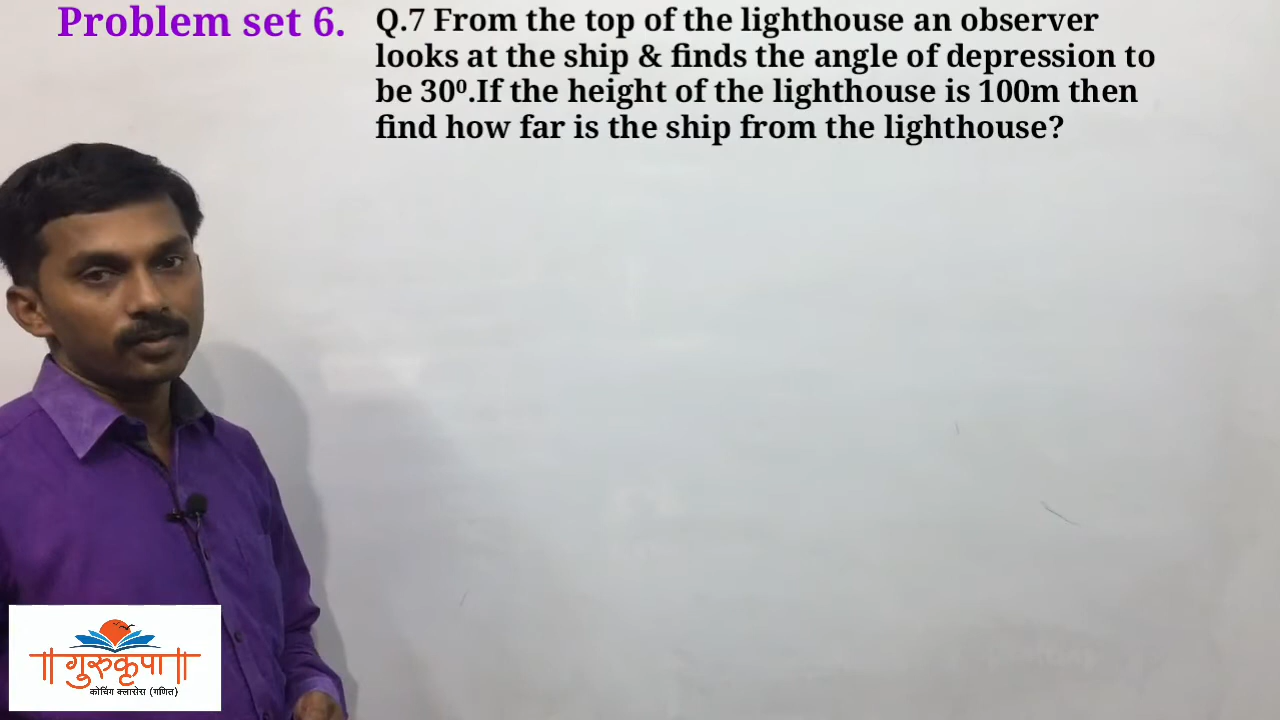 Problem set 6.
Q.7 From the top of the lighthouse an observer
looks at the ship & finds the angle of depression to
be 30⁰.If the height of the lighthouse is 100m then
find how far is the ship from the lighthouse?
॥गुरुकृपा॥
कोचिंग क्लासेस (गणित)